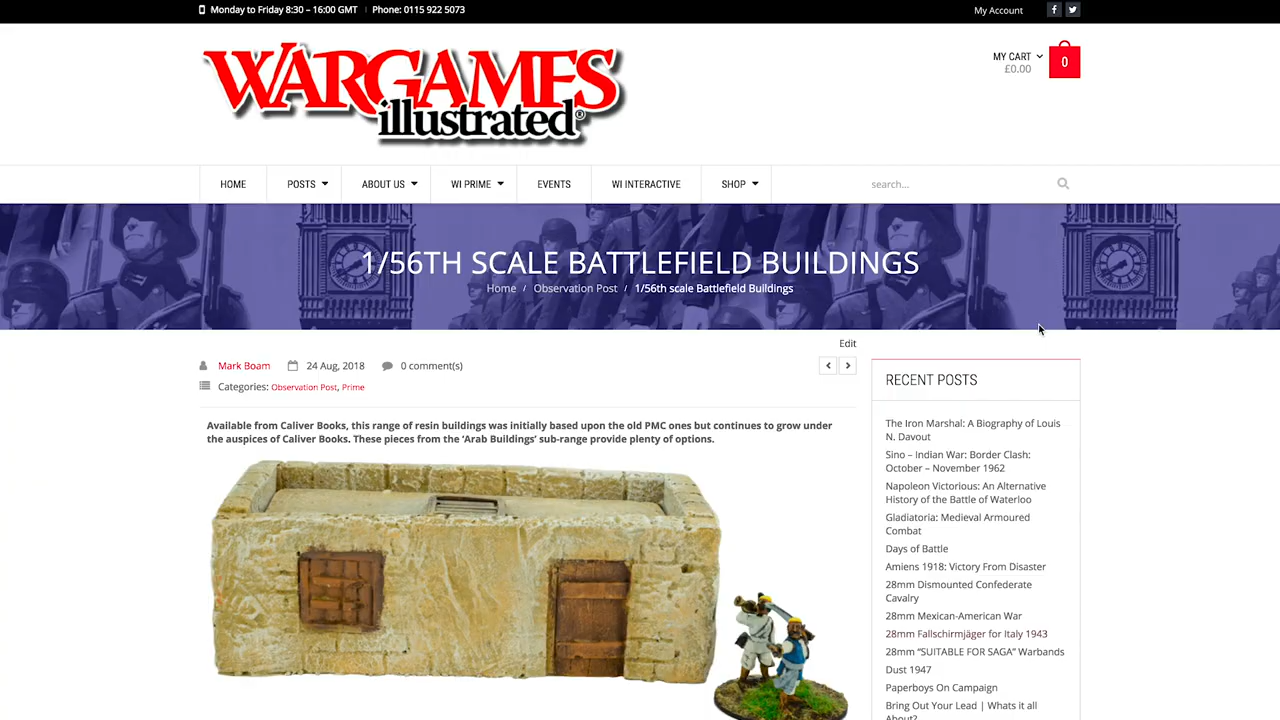 Monday to Friday 8:30 – 16:00 GMT
Phone: 0115 922 5073
My Account
WARGAMES
illustrated®
MY CART
£0.00
0
HOME
POSTS
ABOUT US
WI PRIME
EVENTS
WI INTERACTIVE
SHOP
search...
1/56TH SCALE BATTLEFIELD BUILDINGS
Home / Observation Post / 1/56th scale Battlefield Buildings
Edit
Mark Boam
24 Aug, 2018
0 comment(s)
Categories: Observation Post, Prime
Available from Caliver Books, this range of resin buildings was initially based upon the old PMC ones but continues to grow under
the auspices of Caliver Books. These pieces from the ‘Arab Buildings’ sub-range provide plenty of options.
RECENT POSTS
The Iron Marshal: A Biography of Louis
N. Davout
Sino – Indian War: Border Clash:
October – November 1962
Napoleon Victorious: An Alternative
History of the Battle of Waterloo
Gladiatoria: Medieval Armoured
Combat
Days of Battle
Amiens 1918: Victory From Disaster
28mm Dismounted Confederate
Cavalry
28mm Mexican-American War
28mm Fallschirmjäger for Italy 1943
28mm “SUITABLE FOR SAGA” Warbands
Dust 1947
Paperboys On Campaign
Bring Out Your Lead | Whats it all
About?